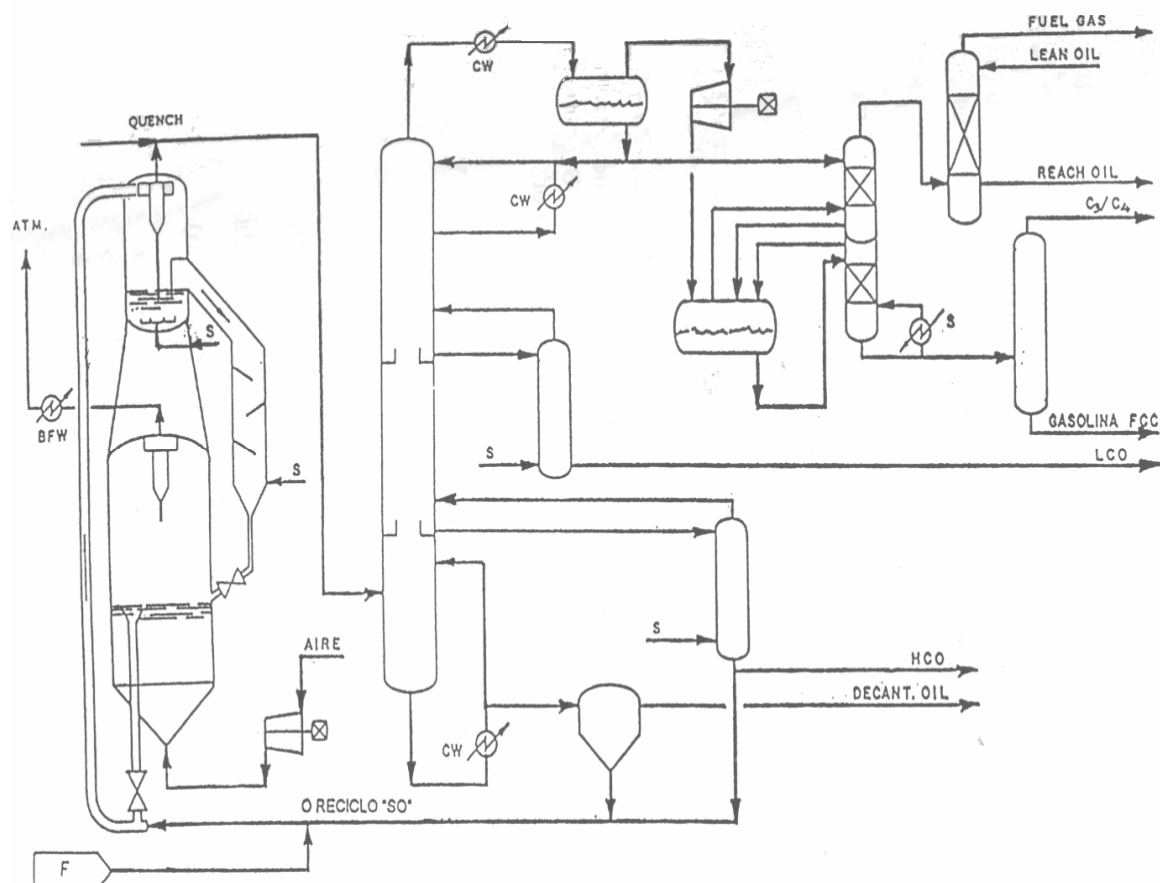 FUEL GAS
LEAN OIL
CW
QUENCH
REACH OIL
CW
C3/C4
ATM.
S
S
BFW
GASOLINA FCC
S
S
LCO
S
AIRE
HCO
DECANT. OIL
CW
O RECICLO "SO"
F